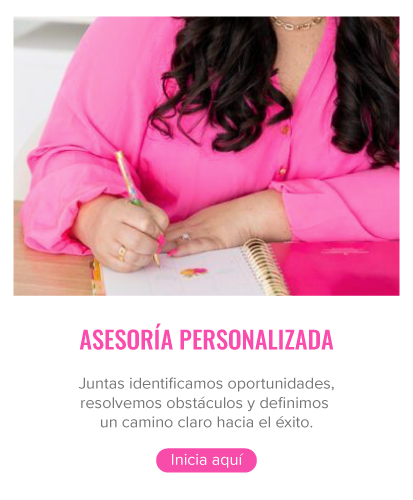 ASESORÍA PERSONALIZADA
Juntas identificamos oportunidades,
resolvemos obstáculos y definimos
un camino claro hacia el éxito.
Inicia aquí